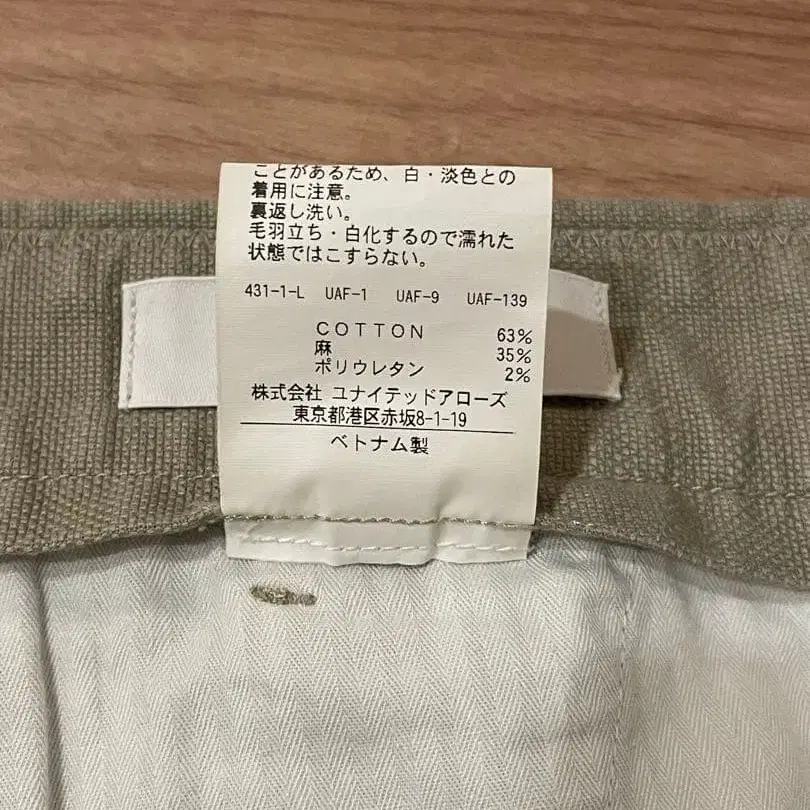 ことがあるため、白・淡色との
着用に注意。
裏返し洗い。
毛羽立ち・白化するので濡れた
状態ではこすらない。
431-1-L UAF-1 UAF-9 UAF-139
COTTON 63%
麻 35%
ポリウレタン 2%
株式会社 ユナイテッドアローズ
東京都港区赤坂8-1-19
ベトナム製